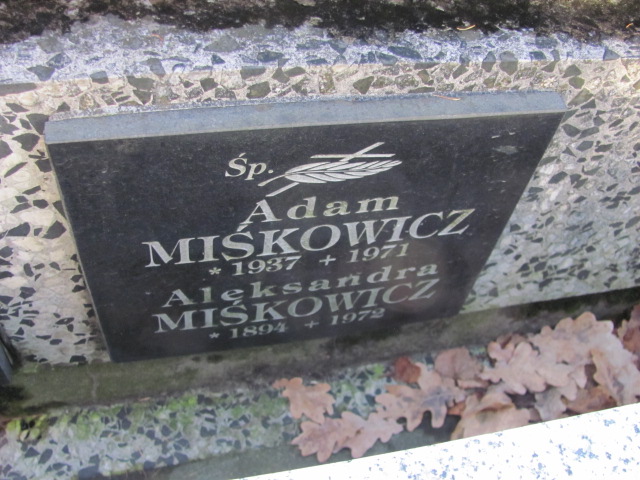 Śp.
Adam
MIŚKOWICZ
* 1937 + 1971
Aleksandra
MIŚKOWICZ
* 1894 + 1972